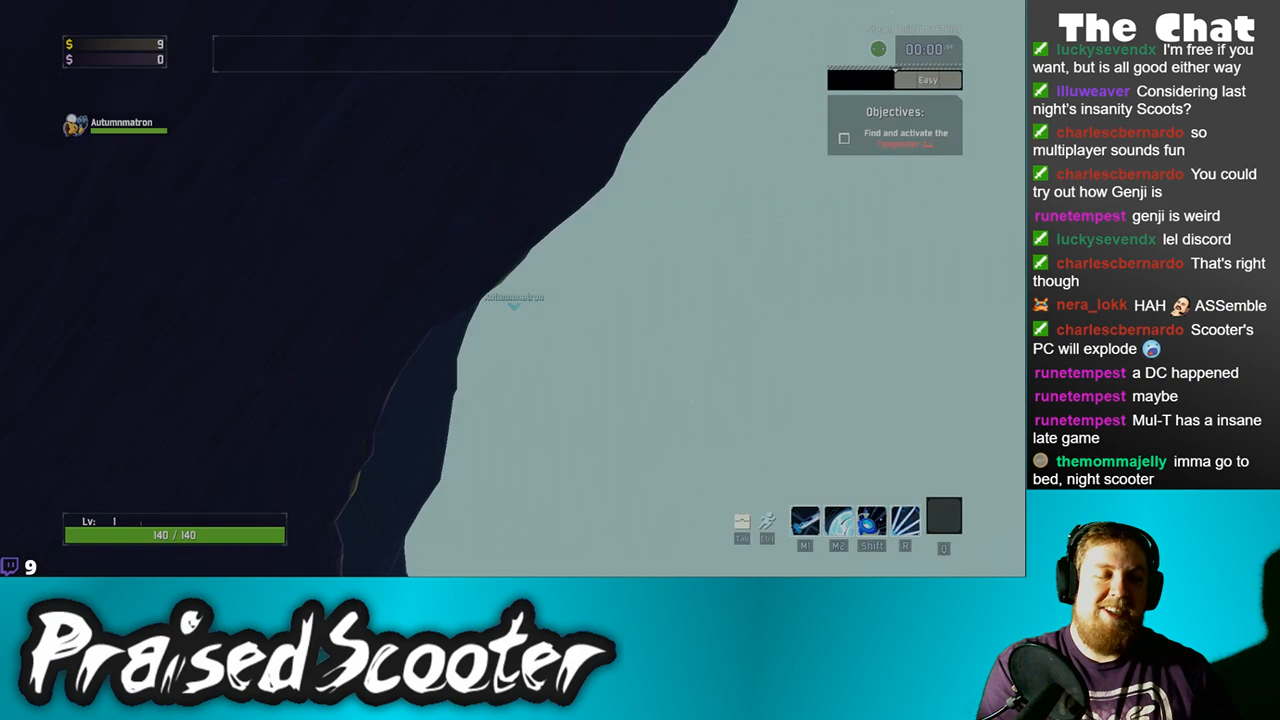 $ 9
$ 0
Autumnmatron
00:00
Easy
Objectives:
Find and activate the
Autumnmatron
Lv: 1
140 / 140
Tab
Ctrl
M1
M2
Shift
R
Q
9
PraisedScooter
The Chat
luckysevendx I'm free if you
want, but is all good either way
illuweaver Considering last
night's insanity Scoots?
charlescbernardo so
multiplayer sounds fun
charlescbernardo You could
try out how Genji is
runetempest genji is weird
luckysevendx lel discord
charlescbernardo That's right
though
nera_lokk HAH ASSemble
charlescbernardo Scooter's
PC will explode
runetempest a DC happened
runetempest maybe
runetempest Mul-T has a insane
late game
themommajelly imma go to
bed, night scooter